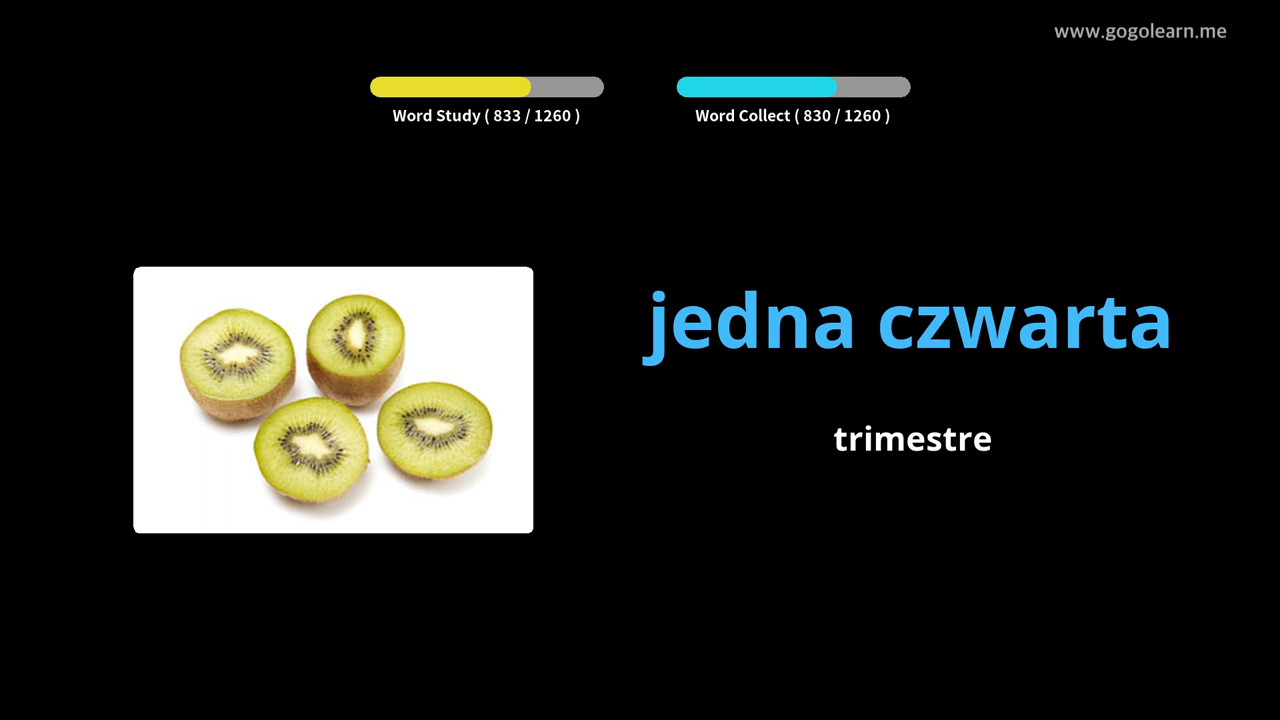 www.gogolearn.me
Word Study ( 833 / 1260 )
Word Collect ( 830 / 1260 )
jedna czwarta
trimestre